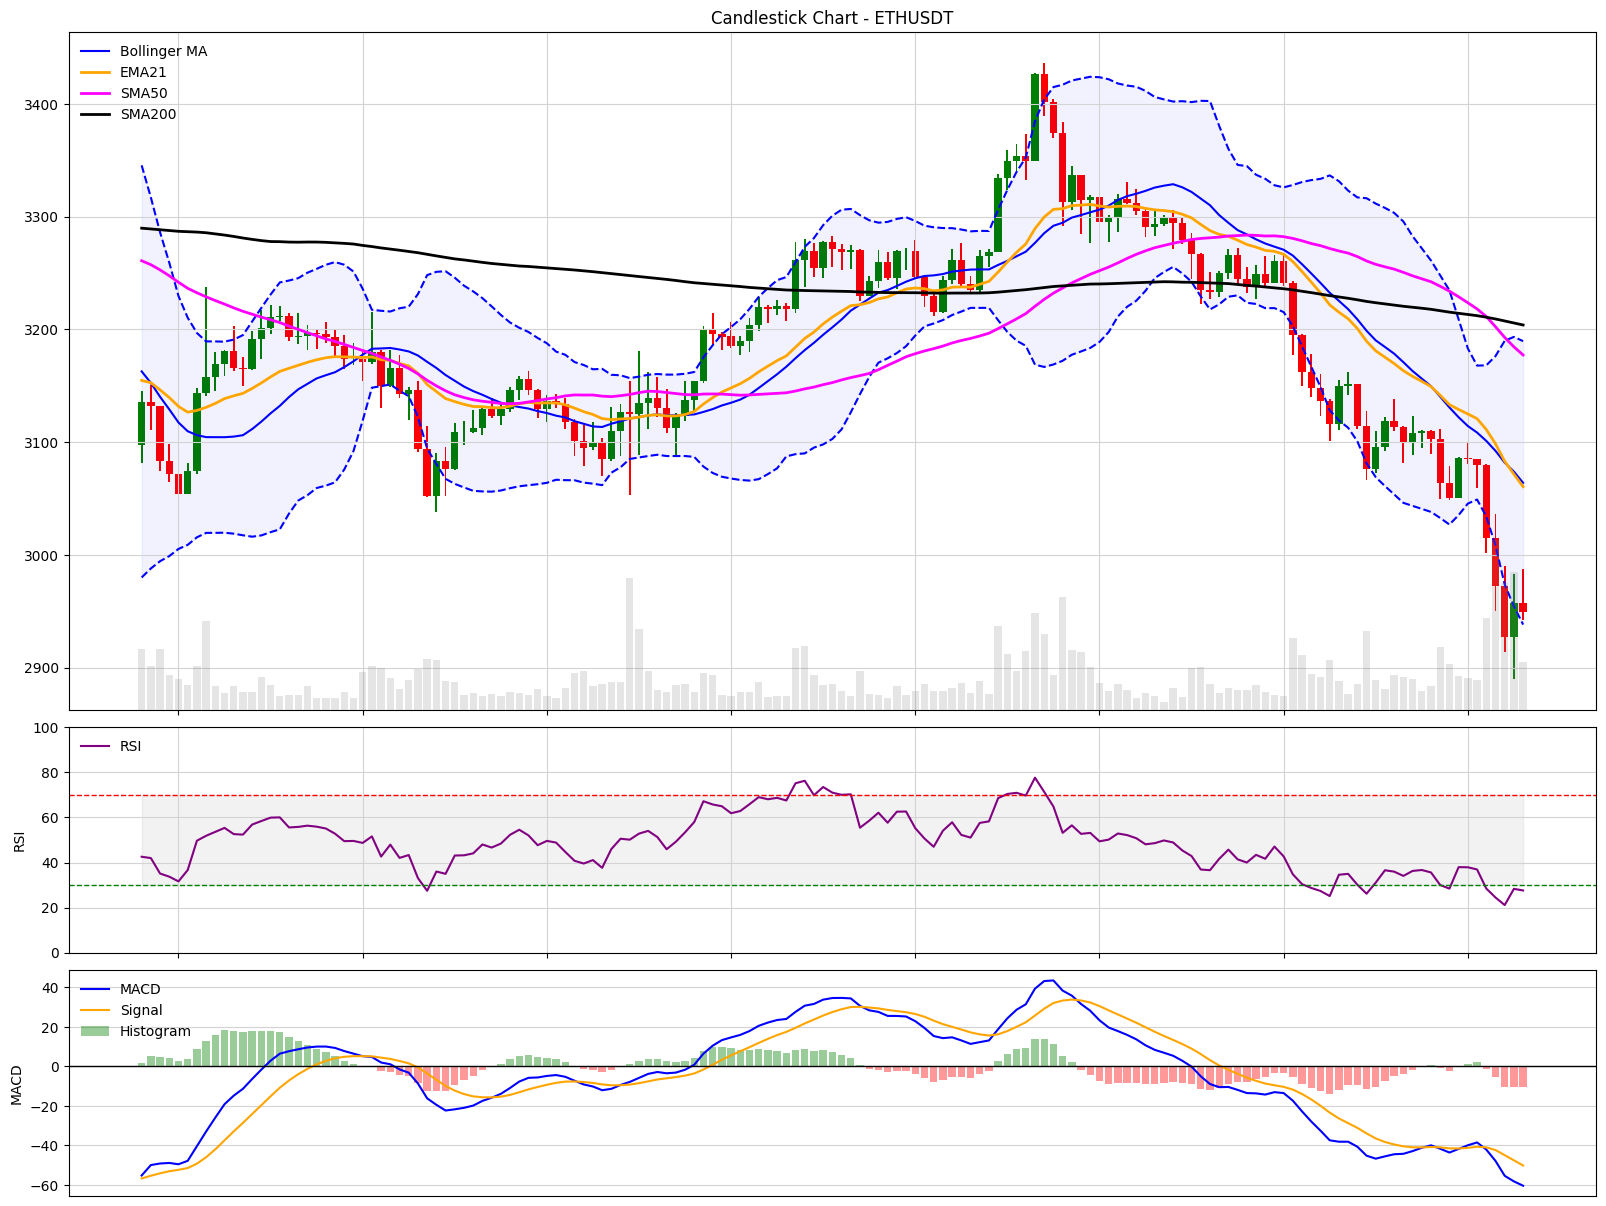 Candlestick Chart - ETHUSDT
Bollinger MA
EMA21
SMA50
SMA200
3400
3300
3200
3100
3000
2900
100
RSI
80
60
RSI
40
20
0
MACD
40
Signal
20
Histogram
0
MACD
−20
−40
−60